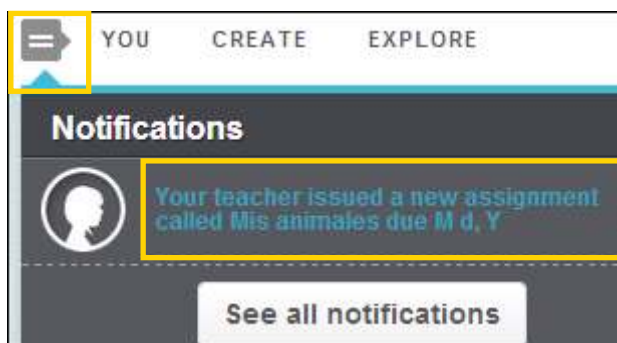 YOU CREATE EXPLORE
Notifications
Your teacher issued a new assignment
called Mis animales due M d, Y
See all notifications